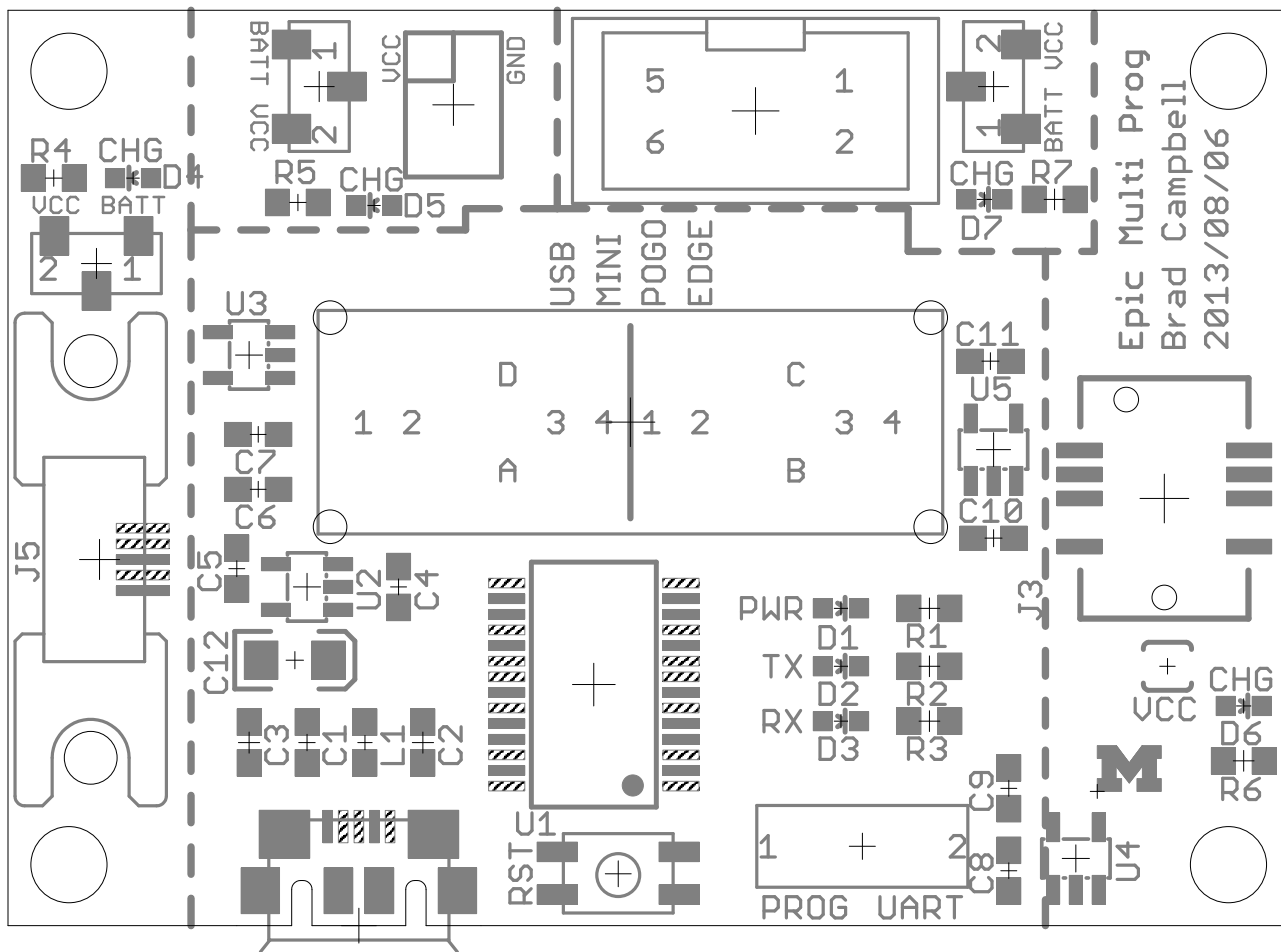 BATT VCC
1
2
VCC
GND
5 1
6 2
2
1
BATT VCC
Epic Multi Prog
Brad Campbell
2013/08/06
R4
CHG
D4
VCC BATT
2 1
R5
CHG
D5
CHG
D7
R7
USB
MINI
POGO
EDGE
U3
D
C
1 2 3 4 1 2 3 4
A
B
C11
U5
C10
C7
C6
C5
U2
C4
C12
J5
J3
PWR
D1
R1
TX
D2
R2
RX
D3
R3
VCC
CHG
D6
R6
M
C3
C1
L1
C2
U1
RST
1 2
PROG UART
C9
C8
U4